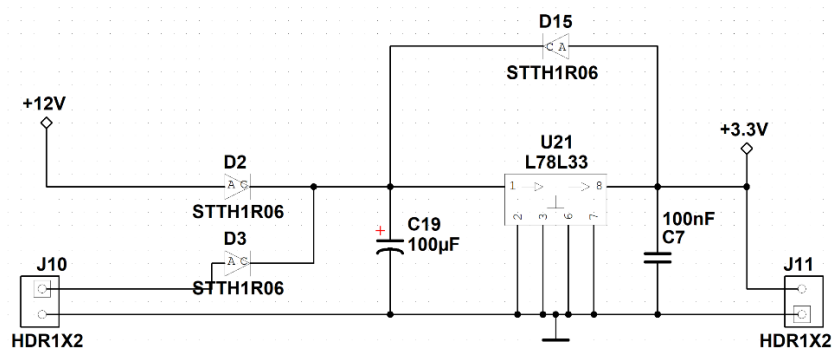 D15
C A
STTH1R06
+12V
+3.3V
U21
L78L33
D2
A C
STTH1R06
1
8
2
3
6
7
C19
100µF
+
100nF
C7
D3
A C
STTH1R06
J10
HDR1X2
J11
HDR1X2